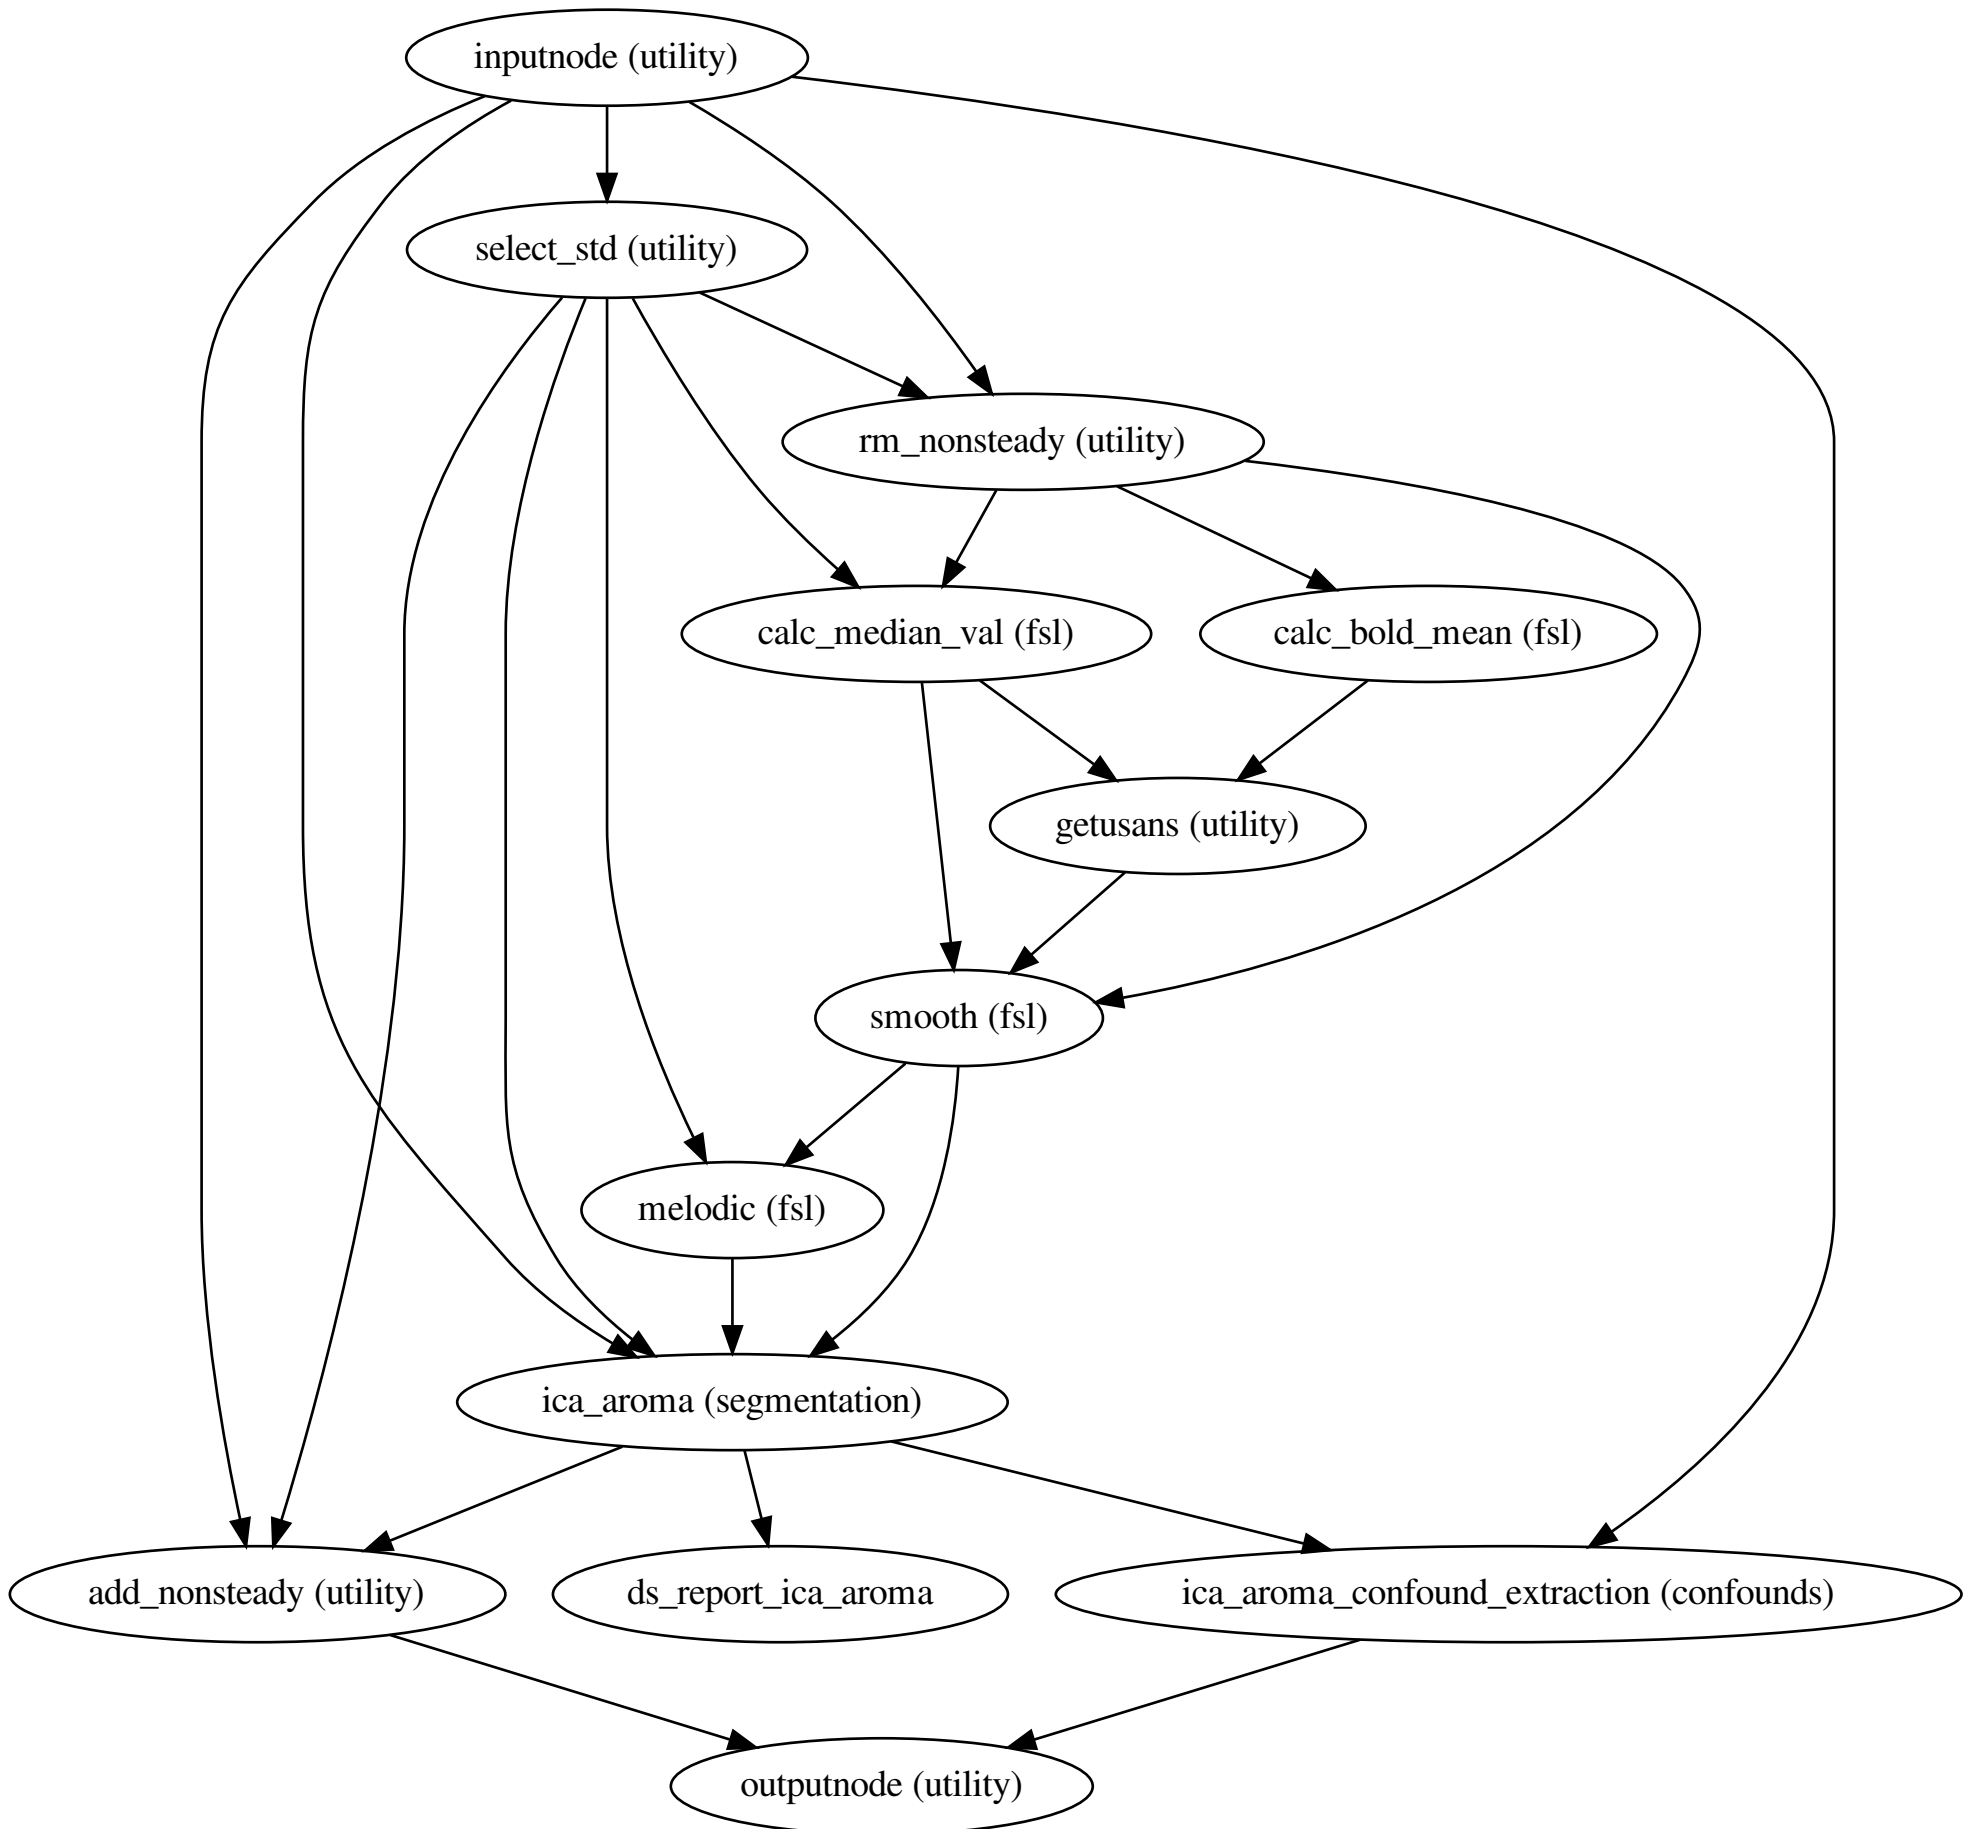 inputnode (utility)
select_std (utility)
rm_nonsteady (utility)
calc_median_val (fsl)
calc_bold_mean (fsl)
getusans (utility)
smooth (fsl)
melodic (fsl)
ica_aroma (segmentation)
add_nonsteady (utility)
ds_report_ica_aroma
ica_aroma_confound_extraction (confounds)
outputnode (utility)